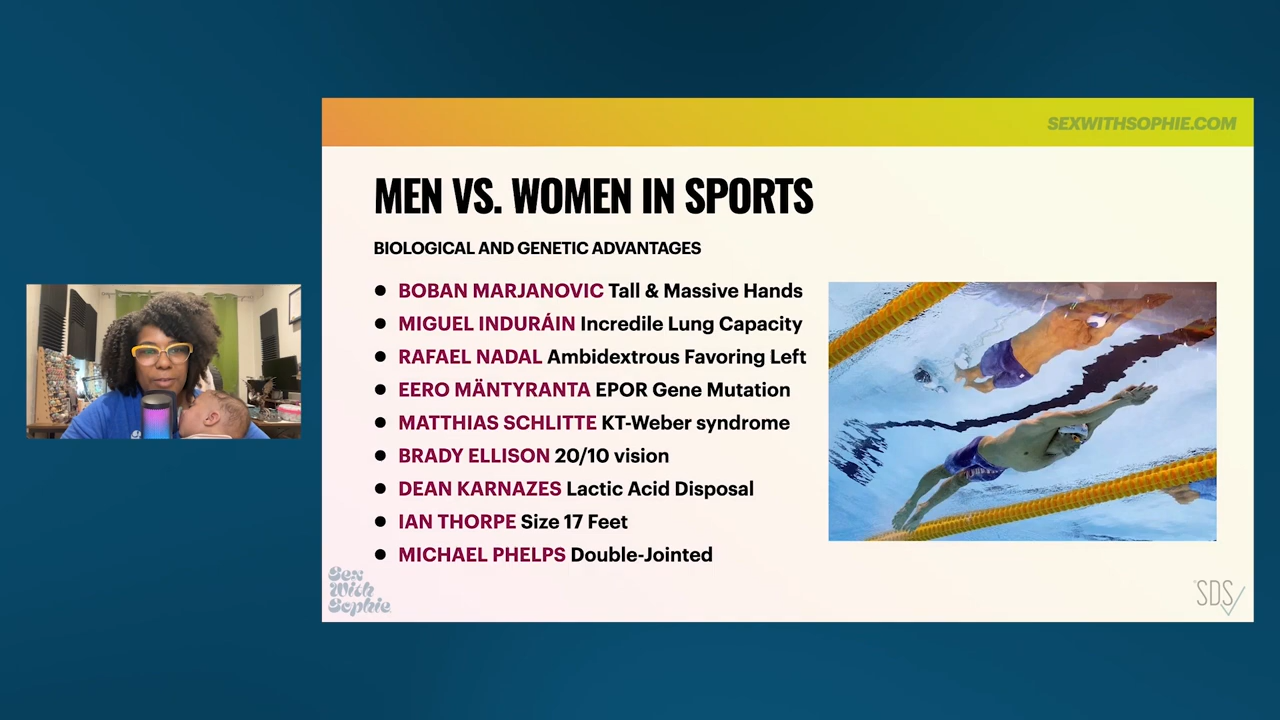 SEXWITHSOPHIE.COM
MEN VS. WOMEN IN SPORTS
BIOLOGICAL AND GENETIC ADVANTAGES
● BOBAN MARJANOVIC Tall & Massive Hands
● MIGUEL INDURÁIN Incredile Lung Capacity
● RAFAEL NADAL Ambidextrous Favoring Left
● EERO MÄNTYRANTA EPOR Gene Mutation
● MATTHIAS SCHLITTE KT-Weber syndrome
● BRADY ELLISON 20/10 vision
● DEAN KARNAZES Lactic Acid Disposal
● IAN THORPE Size 17 Feet
● MICHAEL PHELPS Double-Jointed
Sex
With
Sophie
SDS